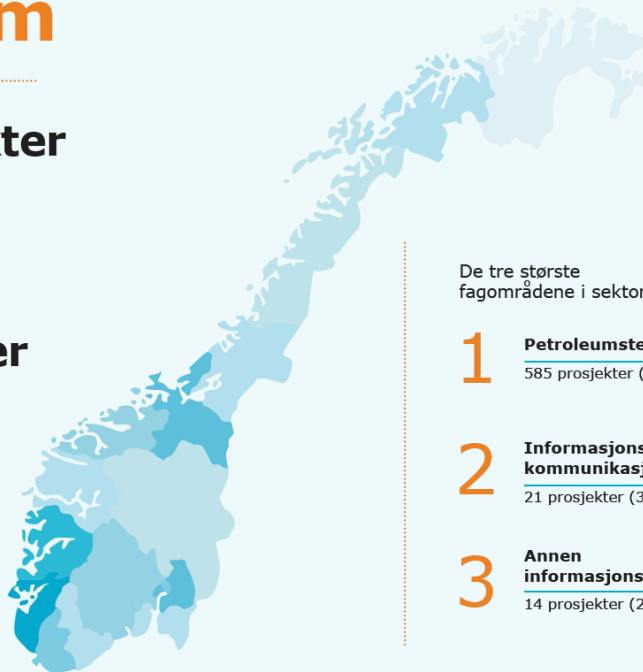 m
kter
er
De tre største
fagområdene i sektor
1
Petroleumste
585 prosjekter (
2
Informasjons
kommunikasj
21 prosjekter (3
3
Annen
informasjons
14 prosjekter (2